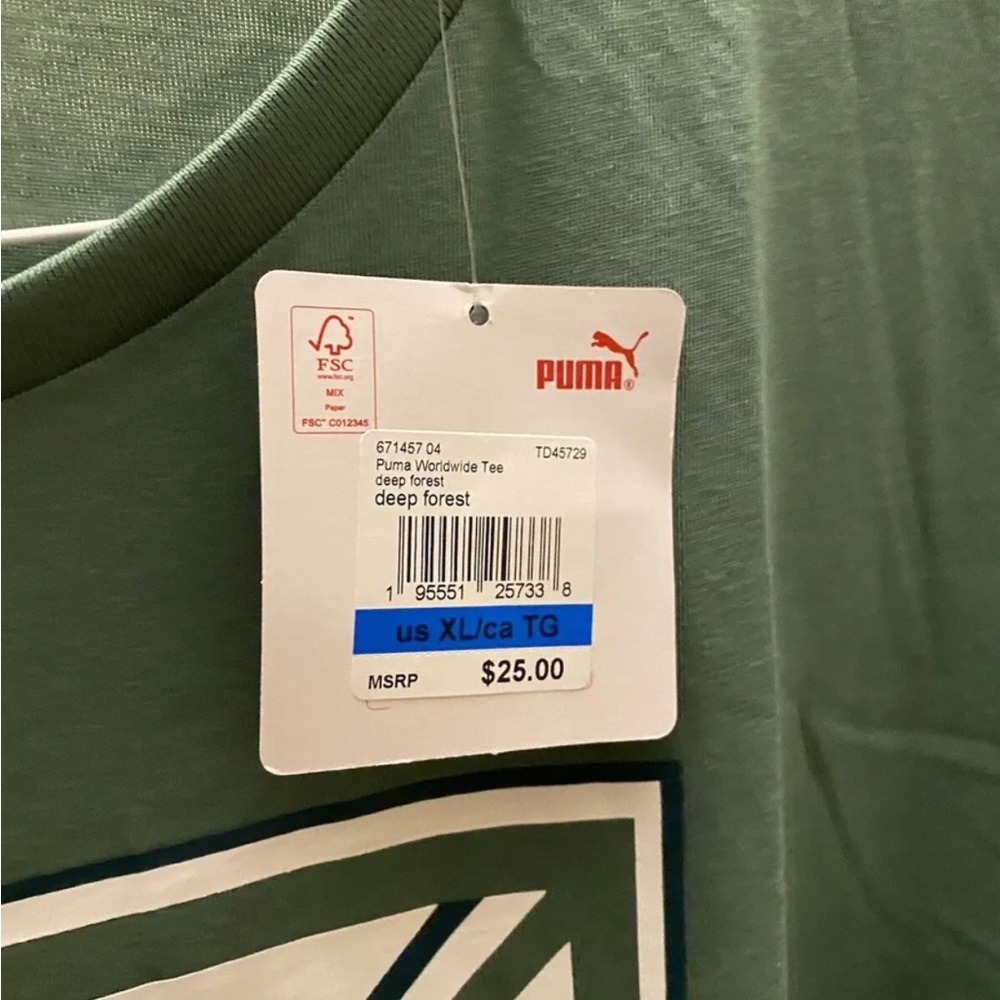 FSC
www.fsc.org
MIX
Paper
FSC™ C012345
PUMA®
671457 04 TD45729
Puma Worldwide Tee
deep forest
deep forest
1 95551 25733 8
us XL/ca TG
MSRP $25.00